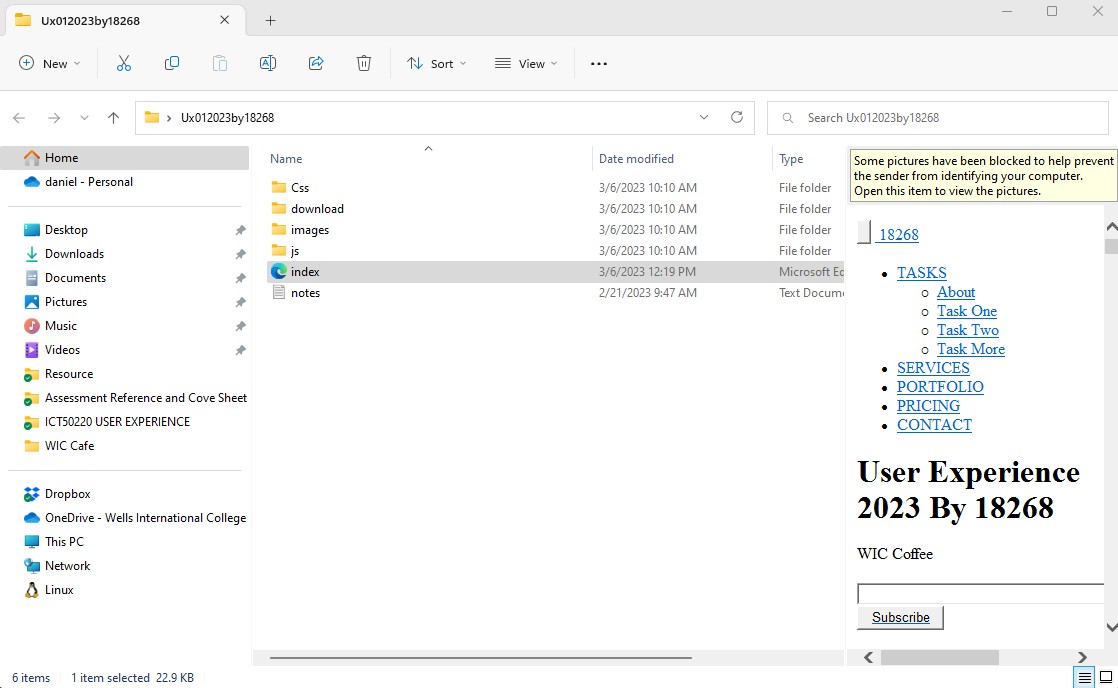 Ux012023by18268
New
Sort
View
Ux012023by18268
Search Ux012023by18268
Home
daniel - Personal
Desktop
Downloads
Documents
Pictures
Music
Videos
Resource
Assessment Reference and Cove Sheet
ICT50220 USER EXPERIENCE
WIC Cafe
Dropbox
OneDrive - Wells International College
This PC
Network
Linux
Name Date modified Type
Css 3/6/2023 10:10 AM File folder
download 3/6/2023 10:10 AM File folder
images 3/6/2023 10:10 AM File folder
js 3/6/2023 10:10 AM File folder
index 3/6/2023 12:19 PM Microsoft Ed
notes 2/21/2023 9:47 AM Text Docume
Some pictures have been blocked to help prevent
the sender from identifying your computer.
Open this item to view the pictures.
18268
TASKS
About
Task One
Task Two
Task More
SERVICES
PORTFOLIO
PRICING
CONTACT
User Experience
2023 By 18268
WIC Coffee
Subscribe
6 items 1 item selected 22.9 KB